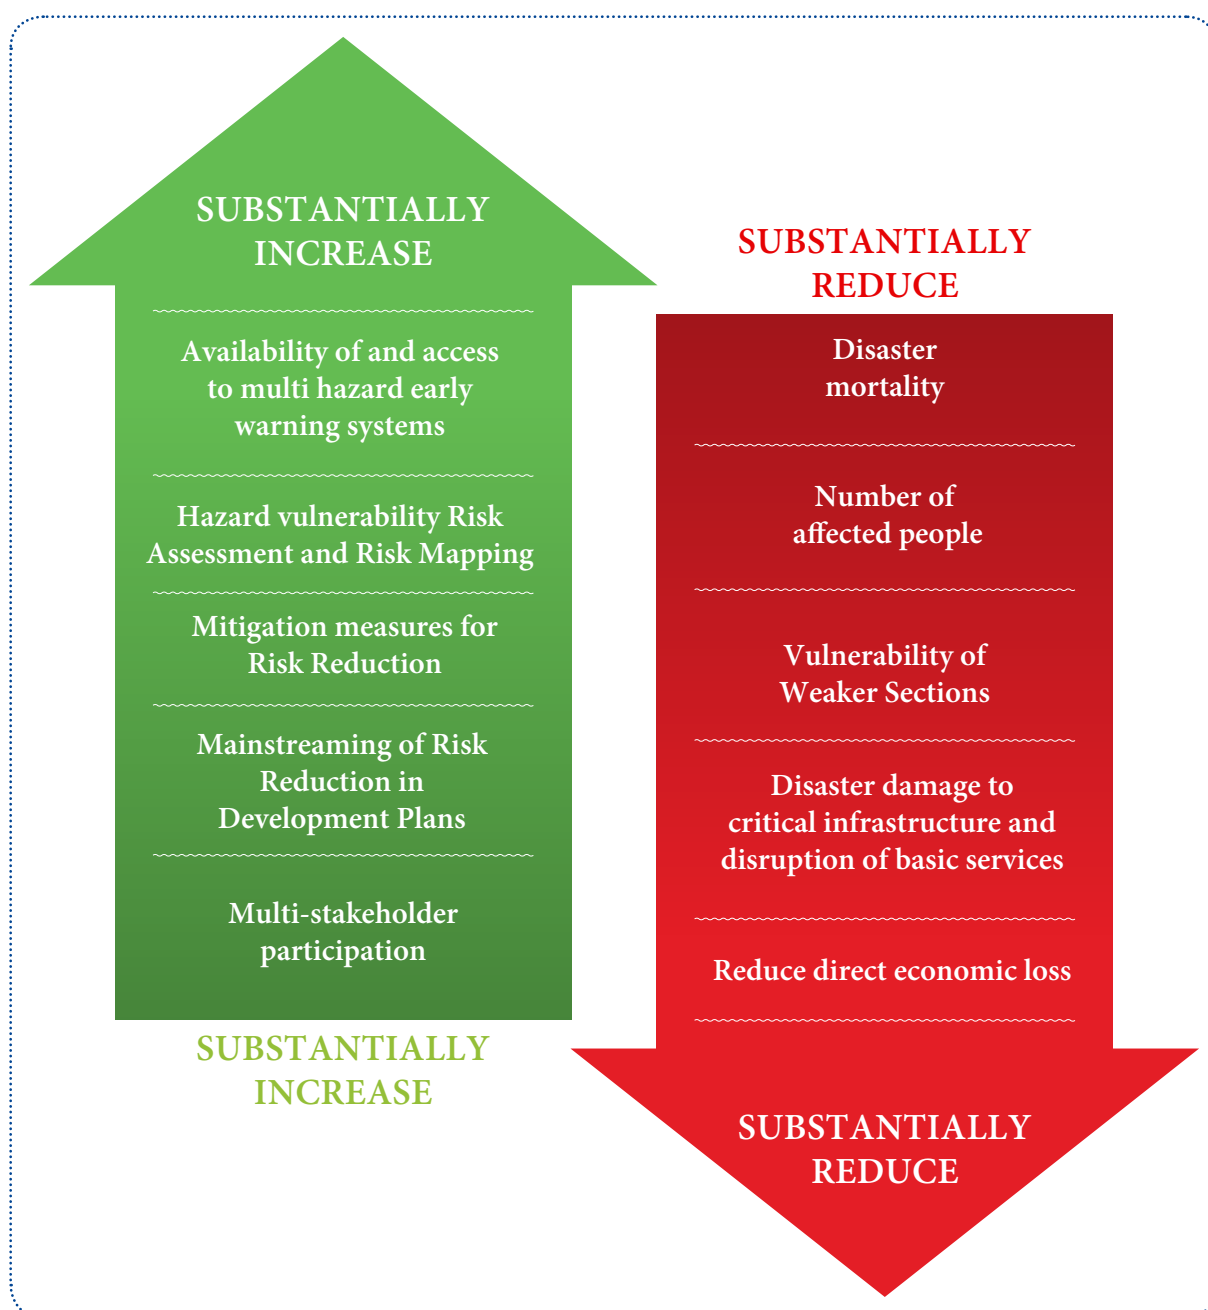 SUBSTANTIALLY
INCREASE
Availability of and access
to multi hazard early
warning systems
Hazard vulnerability Risk
Assessment and Risk Mapping
Mitigation measures for
Risk Reduction
Mainstreaming of Risk
Reduction in
Development Plans
Multi-stakeholder
participation
SUBSTANTIALLY
INCREASE
SUBSTANTIALLY
REDUCE
Disaster
mortality
Number of
affected people
Vulnerability of
Weaker Sections
Disaster damage to
critical infrastructure and
disruption of basic services
Reduce direct economic loss
SUBSTANTIALLY
REDUCE